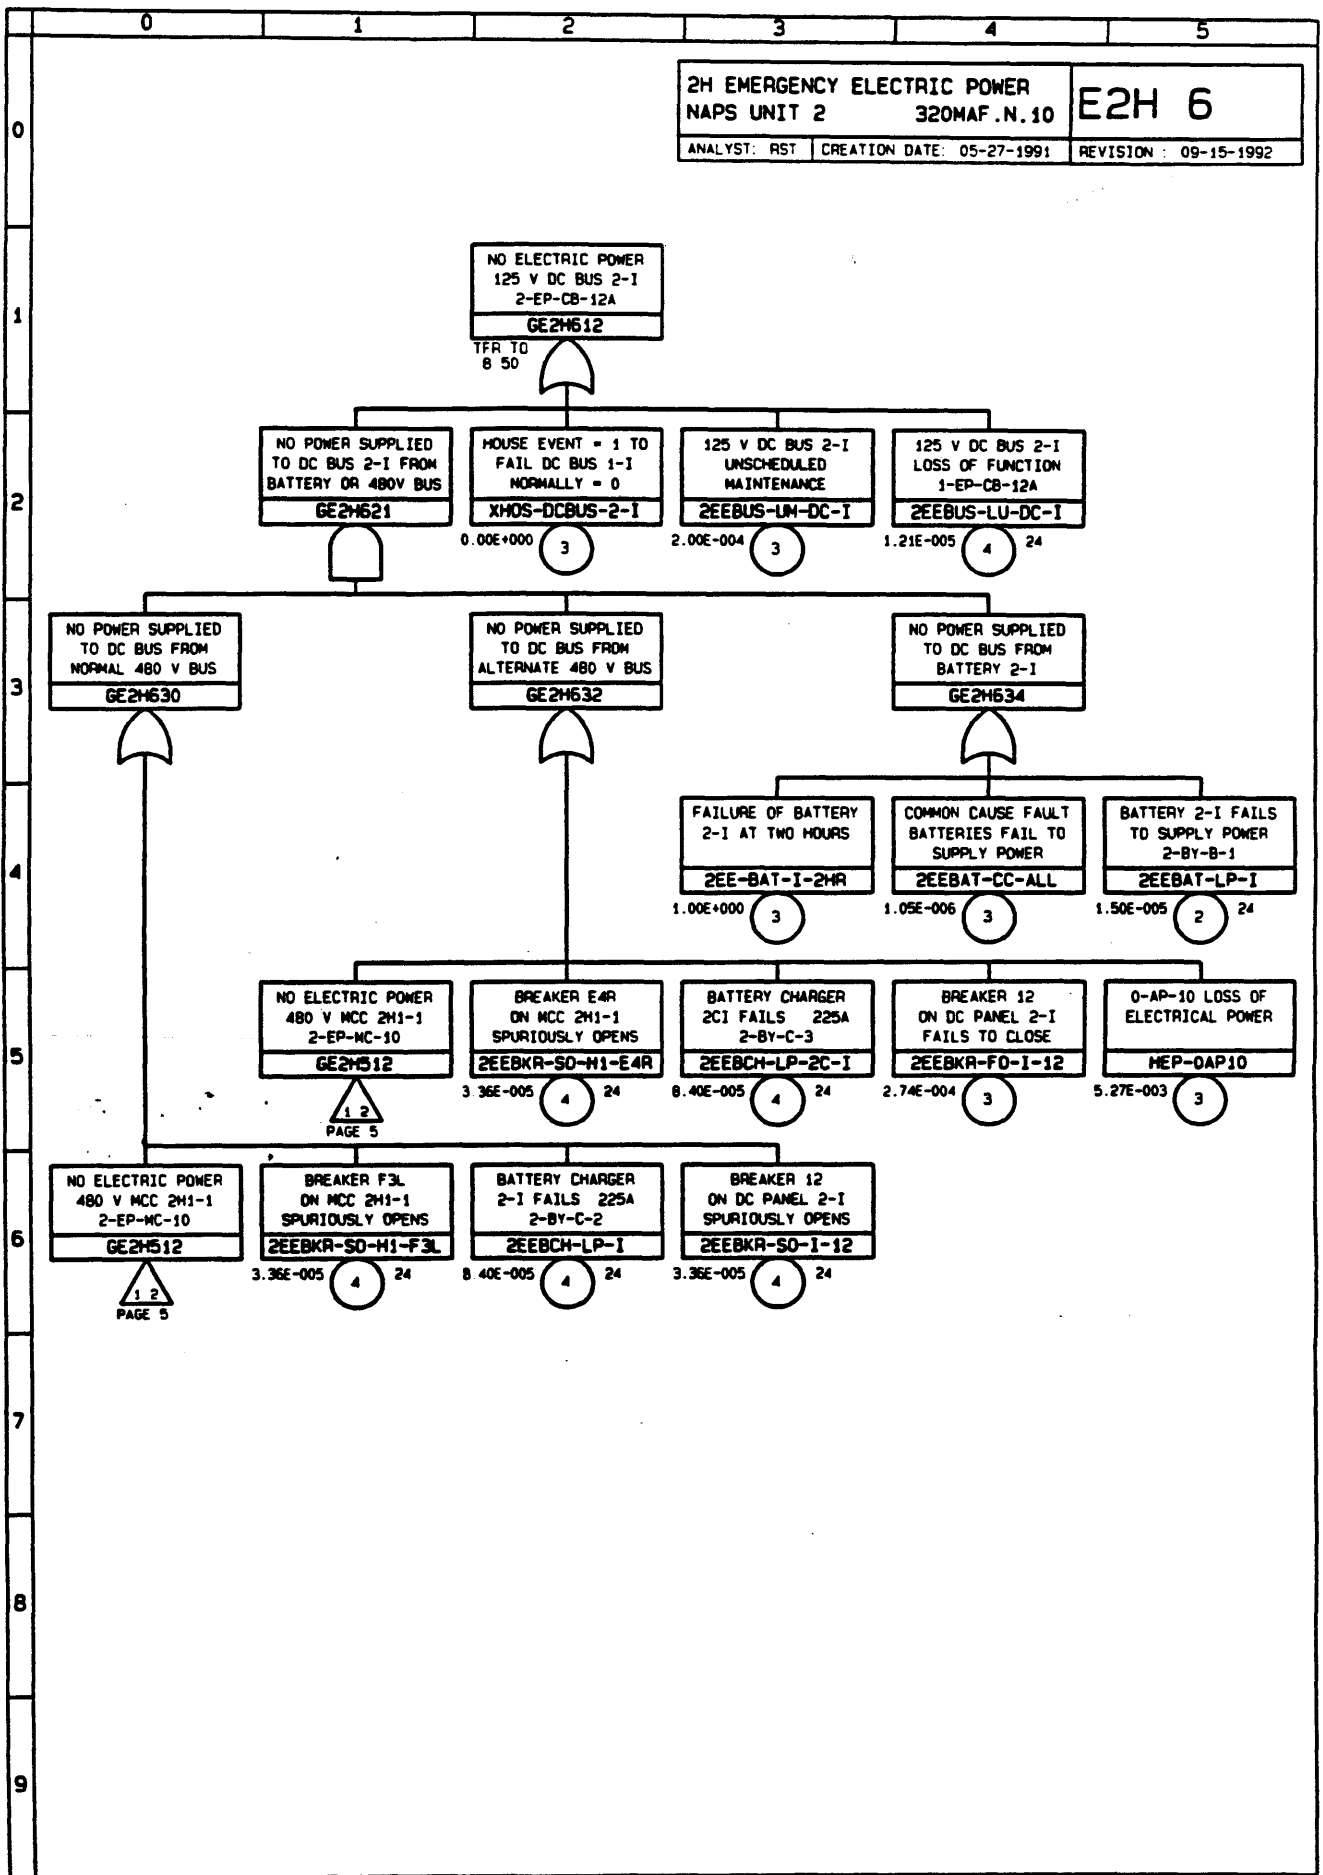 0 1 2 3 4 5
2H EMERGENCY ELECTRIC POWER
NAPS UNIT 2 320MAF.N.10
E2H 6
ANALYST: RST CREATION DATE: 05-27-1991 REVISION : 09-15-1992
0
NO ELECTRIC POWER
125 V DC BUS 2-I
2-EP-CB-12A
GE2H612
TFR TO
8 50
1
NO POWER SUPPLIED
TO DC BUS 2-I FROM
BATTERY OR 480V BUS
GE2H621
HOUSE EVENT = 1 TO
FAIL DC BUS 1-I
NORMALLY = 0
XHOS-DCBUS-2-I
0.00E+000 3
125 V DC BUS 2-I
UNSCHEDULED
MAINTENANCE
2EEBUS-UM-DC-I
2.00E-004 3
125 V DC BUS 2-I
LOSS OF FUNCTION
1-EP-CB-12A
2EEBUS-LU-DC-I
1.21E-005 4 24
2
NO POWER SUPPLIED
TO DC BUS FROM
NORMAL 480 V BUS
GE2H630
NO POWER SUPPLIED
TO DC BUS FROM
ALTERNATE 480 V BUS
GE2H632
NO POWER SUPPLIED
TO DC BUS FROM
BATTERY 2-I
GE2H634
3
FAILURE OF BATTERY
2-I AT TWO HOURS
2EE-BAT-I-2HR
1.00E+000 3
COMMON CAUSE FAULT
BATTERIES FAIL TO
SUPPLY POWER
2EEBAT-CC-ALL
1.05E-006 3
BATTERY 2-I FAILS
TO SUPPLY POWER
2-BY-B-1
2EEBAT-LP-I
1.50E-005 2 24
4
NO ELECTRIC POWER
480 V MCC 2H1-1
2-EP-MC-10
GE2H512
1 2
PAGE 5
BREAKER E4R
ON MCC 2H1-1
SPURIOUSLY OPENS
2EEBKR-SO-H1-E4R
3.36E-005 4 24
BATTERY CHARGER
2CI FAILS 225A
2-BY-C-3
2EEBCH-LP-2C-I
8.40E-005 4 24
BREAKER 12
ON DC PANEL 2-I
FAILS TO CLOSE
2EEBKR-FO-I-12
2.74E-004 3
0-AP-10 LOSS OF
ELECTRICAL POWER
HEP-0AP10
5.27E-003 3
5
NO ELECTRIC POWER
480 V MCC 2H1-1
2-EP-MC-10
GE2H512
1 2
PAGE 5
BREAKER F3L
ON MCC 2H1-1
SPURIOUSLY OPENS
2EEBKR-SO-H1-F3L
3.36E-005 4 24
BATTERY CHARGER
2-I FAILS 225A
2-BY-C-2
2EEBCH-LP-I
8.40E-005 4 24
BREAKER 12
ON DC PANEL 2-I
SPURIOUSLY OPENS
2EEBKR-SO-I-12
3.36E-005 4 24
6
7
8
9